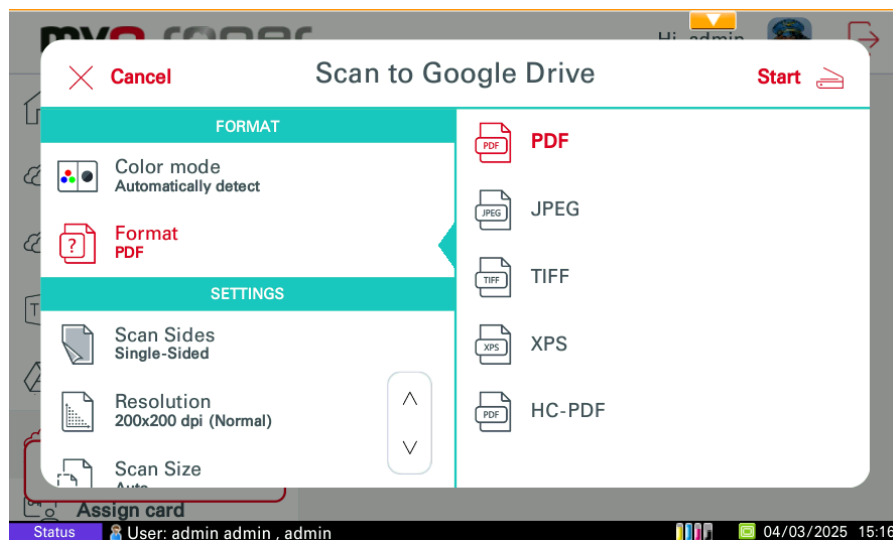 Hi, admin
Cancel
Scan to Google Drive
Start
FORMAT
Color mode
Automatically detect
Format
PDF
SETTINGS
Scan Sides
Single-Sided
Resolution
200x200 dpi (Normal)
Scan Size
Auto
PDF
PDF
JPEG
JPEG
TIFF
TIFF
XPS
XPS
PDF
HC-PDF
Assign card
Status
User: admin admin , admin
04/03/2025 15:16